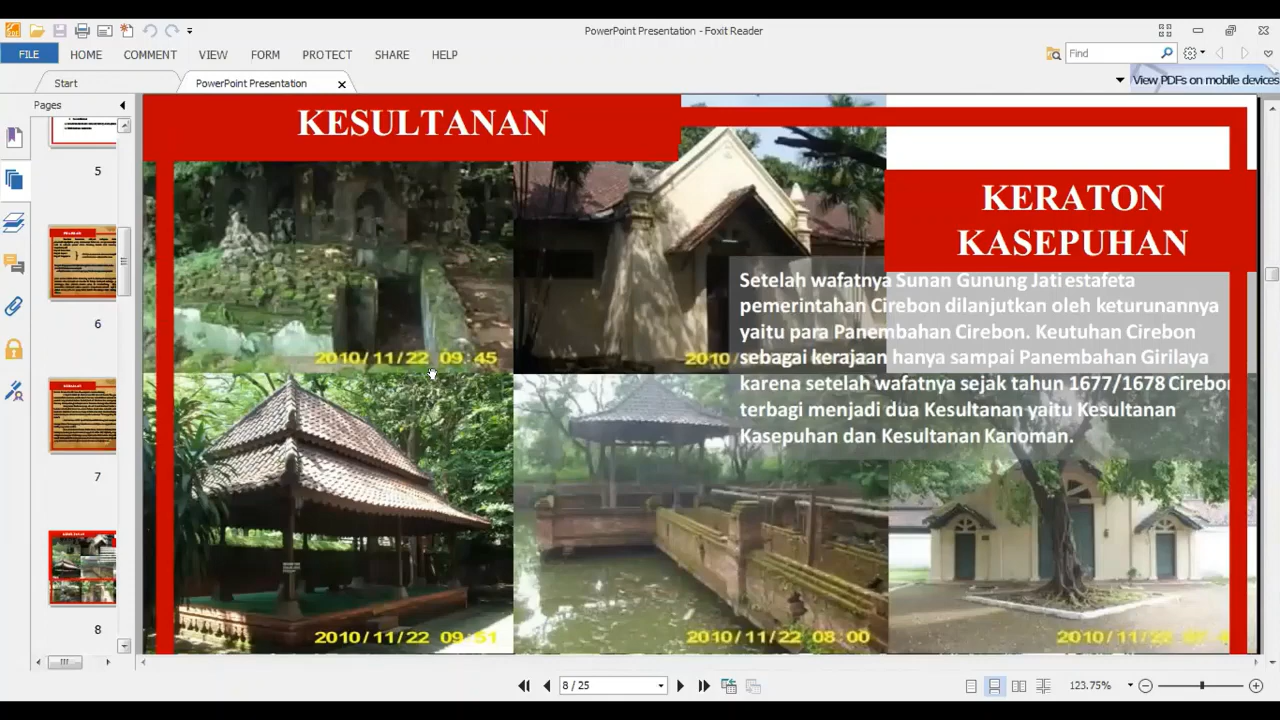 PowerPoint Presentation - Foxit Reader
FILE
HOME
COMMENT
VIEW
FORM
PROTECT
SHARE
HELP
Find
Start
PowerPoint Presentation
View PDFs on mobile devices
Pages
5
6
7
8
KESULTANAN
KERATON
KASEPUHAN
Setelah wafatnya Sunan Gunung Jati estafeta
pemerintahan Cirebon dilanjutkan oleh keturunannya
yaitu para Panembahan Cirebon. Keutuhan Cirebon
sebagai kerajaan hanya sampai Panembahan Girilaya
karena setelah wafatnya sejak tahun 1677/1678 Cirebon
terbagi menjadi dua Kesultanan yaitu Kesultanan
Kasepuhan dan Kesultanan Kanoman.
2010/11/22 09:45
2010/
2010/11/22 09:51
2010/11/22 08:00
2010/11/22
8 / 25
123.75%